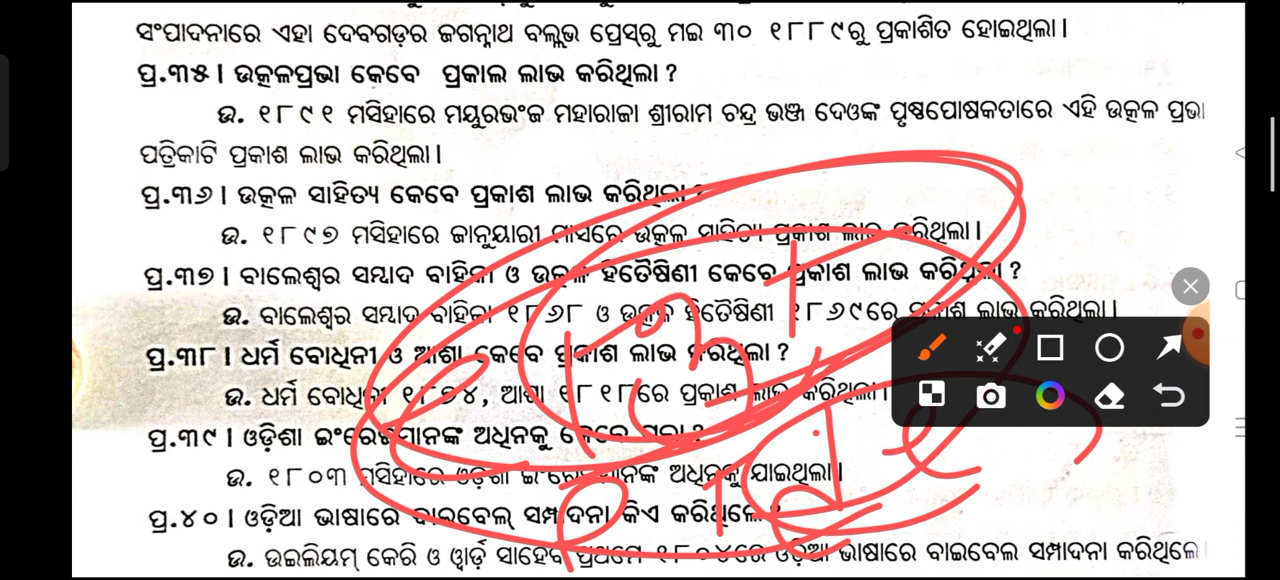 ସଂପାଦନାରେ ଏହା ଦେବଗଡ଼ର ଜଗନ୍ନାଥ ବଲ୍ଲଭ ପ୍ରେସ୍‌ରୁ ମଇ ୩୦ ୧୮୮୯ରୁ ପ୍ରକାଶିତ ହୋଇଥିଲା।
ପ୍ର.୩୫। ଉତ୍କଳପ୍ରଭା କେବେ ପ୍ରକାଲ ଲାଭ କରିଥିଲା ?
ଉ. ୧୮୯୧ ମସିହାରେ ମୟୁରଭଂଜ ମହାରାଜା ଶ୍ରୀରାମ ଚନ୍ଦ୍ର ଭଞ୍ଜ ଦେଓଙ୍କ ପୃଷ୍ଠପୋଷକତାରେ ଏହି ଉତ୍କଳ ପ୍ରଭା
ପତ୍ରିକାଟି ପ୍ରକାଶ ଲାଭ କରିଥିଲା।
ପ୍ର.୩୬। ଉତ୍କଳ ସାହିତ୍ୟ କେବେ ପ୍ରକାଶ ଲାଭ କରିଥିଲା ?
ଉ. ୧୮୯୭ ମସିହାରେ ଜାନୁୟାରୀ ମାସରେ ଉତ୍କଳ ସାହିତ୍ୟ ପ୍ରକାଶ ଲାଭ କରିଥିଲା।
ପ୍ର.୩୭। ବାଲେଶ୍ୱର ସମ୍ବାଦ ବାହିକା ଓ ଉତ୍କଳ ହିତୈଷିଣୀ କେବେ ପ୍ରକାଶ ଲାଭ କରିଥିଲା ?
ଉ. ବାଲେଶ୍ୱର ସମ୍ବାଦ ବାହିକା ୧୮୬୮ ଓ ଉତ୍କଳ ହିତୈଷିଣୀ ୧୮୬୯ରେ ପ୍ରକାଶ ଲାଭ କରିଥିଲା।
ପ୍ର.୩୮। ଧର୍ମ ବୋଧିନୀ ଓ ଆଶା କେବେ ପ୍ରକାଶ ଲାଭ କରିଥିଲା ?
ଉ. ଧର୍ମ ବୋଧିନୀ ୧୮୭୪, ଆଶା ୧୮୧୮ରେ ପ୍ରକାଶ ଲାଭ କରିଥିଲା।
ପ୍ର.୩୯। ଓଡ଼ିଶା ଇଂରେଜମାନଙ୍କ ଅଧିନକୁ କେବେ ଗଲା ?
ଉ. ୧୮୦୩ ମସିହାରେ ଓଡ଼ିଶା ଇଂରେଜମାନଙ୍କ ଅଧିନକୁ ଯାଇଥିଲା।
ପ୍ର.୪୦। ଓଡ଼ିଆ ଭାଷାରେ ବାଇବେଲ୍ ସମ୍ପାଦନା କିଏ କରିଥିଲେ ?
ଉ. ଉଇଲିୟମ୍ କେରି ଓ ୱାର୍ଡ଼ ସାହେବ ପ୍ରଥମେ ୧୮୦୪ରେ ଓଡ଼ିଆ ଭାଷାରେ ବାଇବେଲ ସମ୍ପାଦନା କରିଥିଲେ।